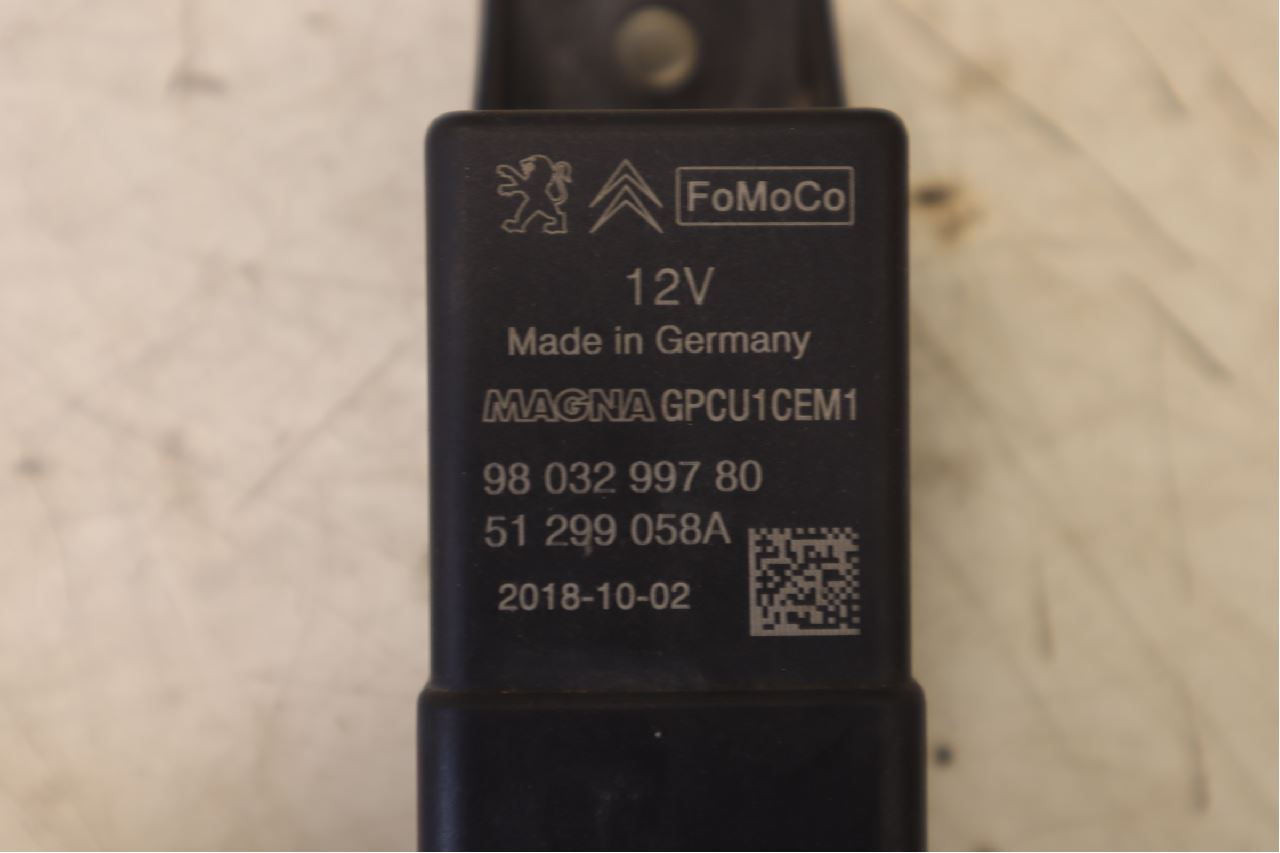 FoMoCo
12V
Made in Germany
MAGNA GPCU1CEM1
98 032 997 80
51 299 058A
2018-10-02